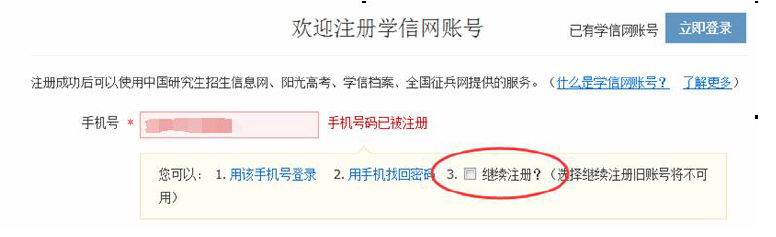 欢迎注册学信网账号
已有学信网账号 立即登录
注册成功后可以使用中国研究生招生信息网、阳光高考、学信档案、全国征兵网提供的服务。（什么是学信网账号？ 了解更多）
手机号 * 手机号码已被注册
您可以： 1. 用该手机号登录 2. 用手机找回密码 3. 继续注册？（选择继续注册旧账号将不可
用）